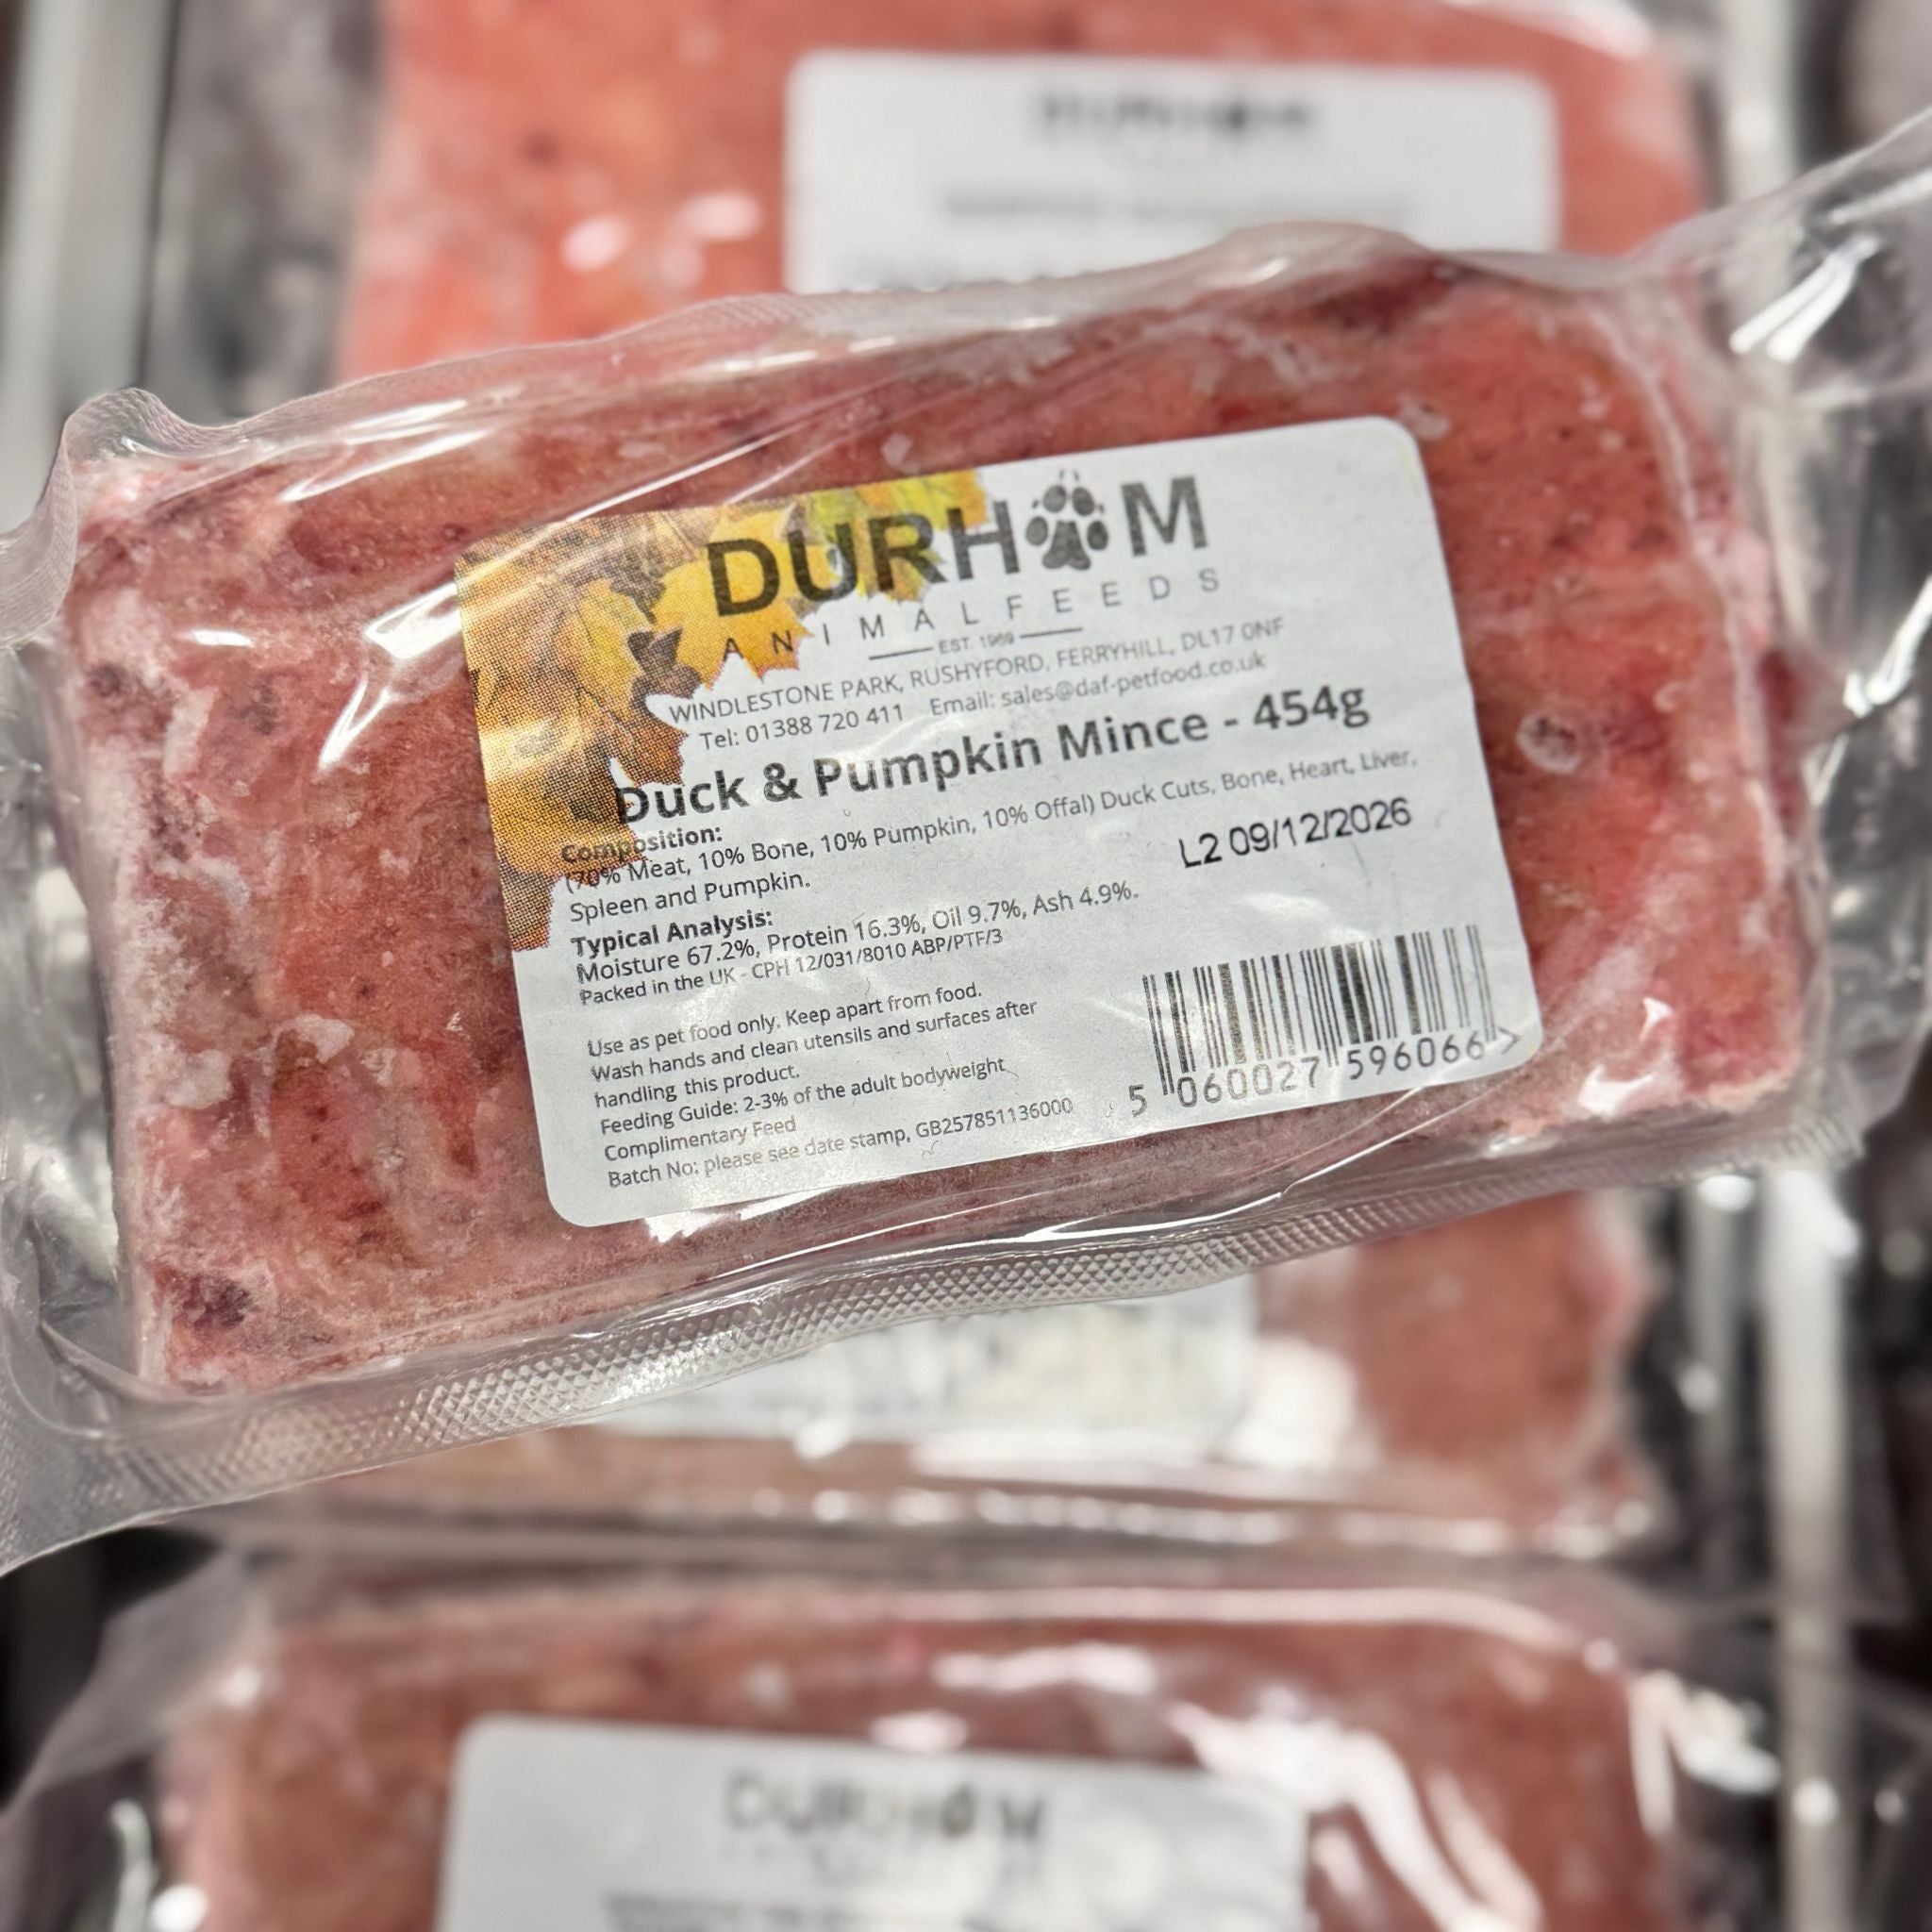 DURHAM
ANIMAL FEEDS
EST. 1969
WINDLESTONE PARK, RUSHYFORD, FERRYHILL, DL17 0NF
Tel: 01388 720 411 Email: sales@daf-petfood.co.uk
Duck & Pumpkin Mince - 454g
Composition:
(70% Meat, 10% Bone, 10% Pumpkin, 10% Offal) Duck Cuts, Bone, Heart, Liver,
Spleen and Pumpkin.
L2 09/12/2026
Typical Analysis:
Moisture 67.2%, Protein 16.3%, Oil 9.7%, Ash 4.9%.
Packed in the UK - CPH 12/031/8010 ABP/PTF/3
Use as pet food only. Keep apart from food.
Wash hands and clean utensils and surfaces after
handling this product.
Feeding Guide: 2-3% of the adult bodyweight
Complimentary Feed
Batch No: please see date stamp, GB257851136000
5 060027 596066 >
DURHAM
DURHAM